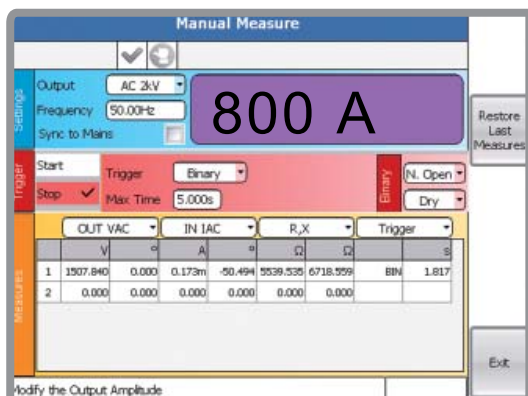 Manual Measure
Settings
Output AC 2kV
Frequency 50.00Hz
Sync to Mains
800 A
Restore
Last
Measures
Trigger
Start
Stop
Trigger Binary
Max Time 5.000s
Binary
N. Open
Dry
Measures
OUT VAC IN IAC R,X Trigger
V ° A ° Ω Ω s
1 1507.840 0.000 0.173m -50.494 5539.535 6718.559 BIN 1.817
2 0.000 0.000 0.000 0.000 0.000 0.000
Exit
Modify the Output Amplitude